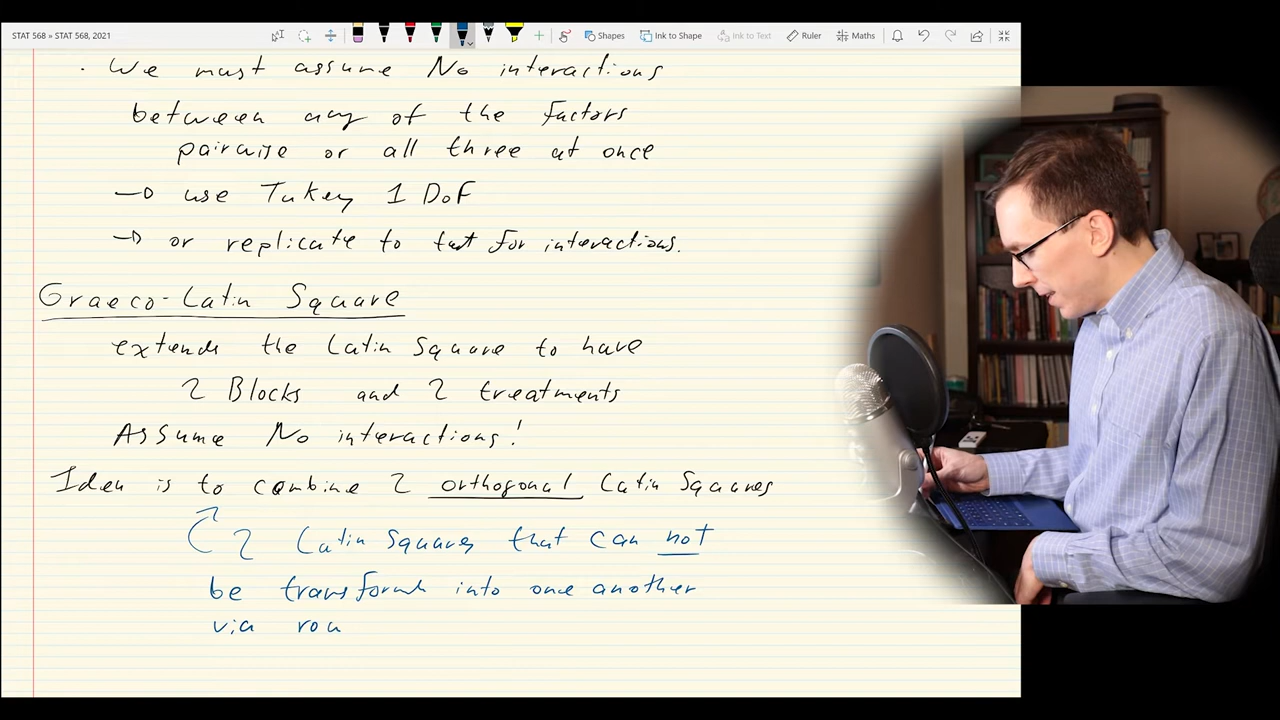 STAT 568 » STAT 568, 2021
Shapes Ink to Shape Ink to Text Ruler Maths
· We must assume No interactions
between any of the factors
pairwise or all three at once
→ use Tukey 1 DoF
→ or replicate to test for interactions.
Graeco-Latin Square
extends the Latin Square to have
2 Blocks and 2 treatments
Assume No interactions!
Idea is to combine 2 orthogonal Latin Squares
2 Latin Squares that can not
be transform into one another
via row